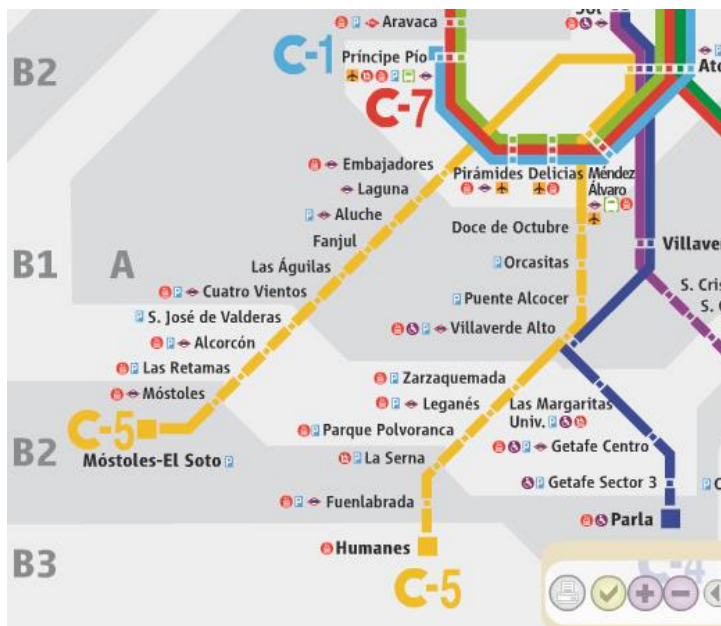 Aravaca
C-1
Príncipe Pío
B2
C-7
Embajadores
Pirámides
Delicias
Méndez
Álvaro
Laguna
Aluche
Doce de Octubre
Fanjul
B1
A
Las Águilas
Orcasitas
Cuatro Vientos
Puente Alcocer
S. José de Valderas
Villaverde Alto
Alcorcón
Las Retamas
Zarzaquemada
Móstoles
Leganés
Las Margaritas
Univ.
C-5
Parque Polvoranca
Getafe Centro
B2
Móstoles-El Soto
La Serna
Getafe Sector 3
Fuenlabrada
Parla
Humanes
B3
C-5
C-4